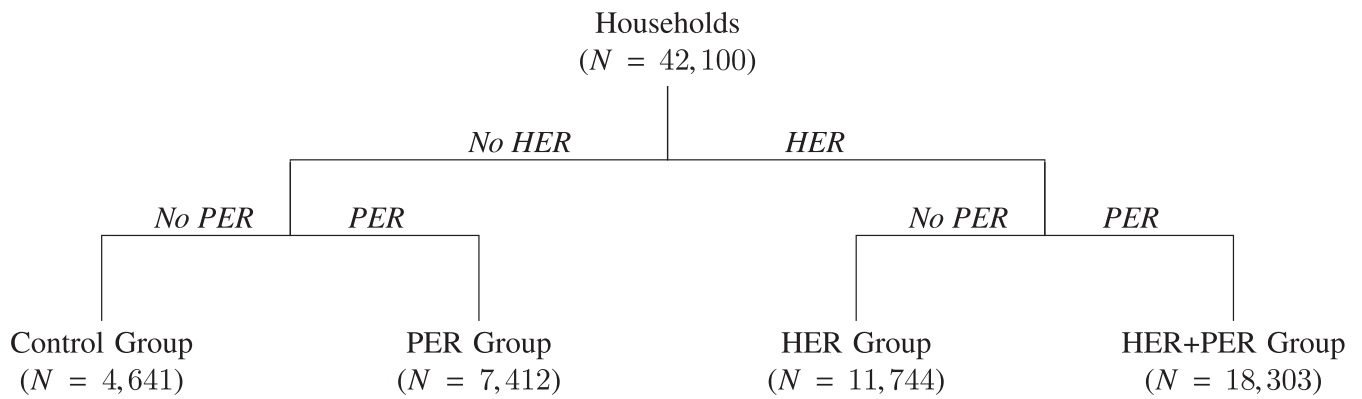 Households
(N = 42,100)
No HER HER
No PER PER No PER PER
Control Group PER Group HER Group HER+PER Group
(N = 4,641) (N = 7,412) (N = 11,744) (N = 18,303)